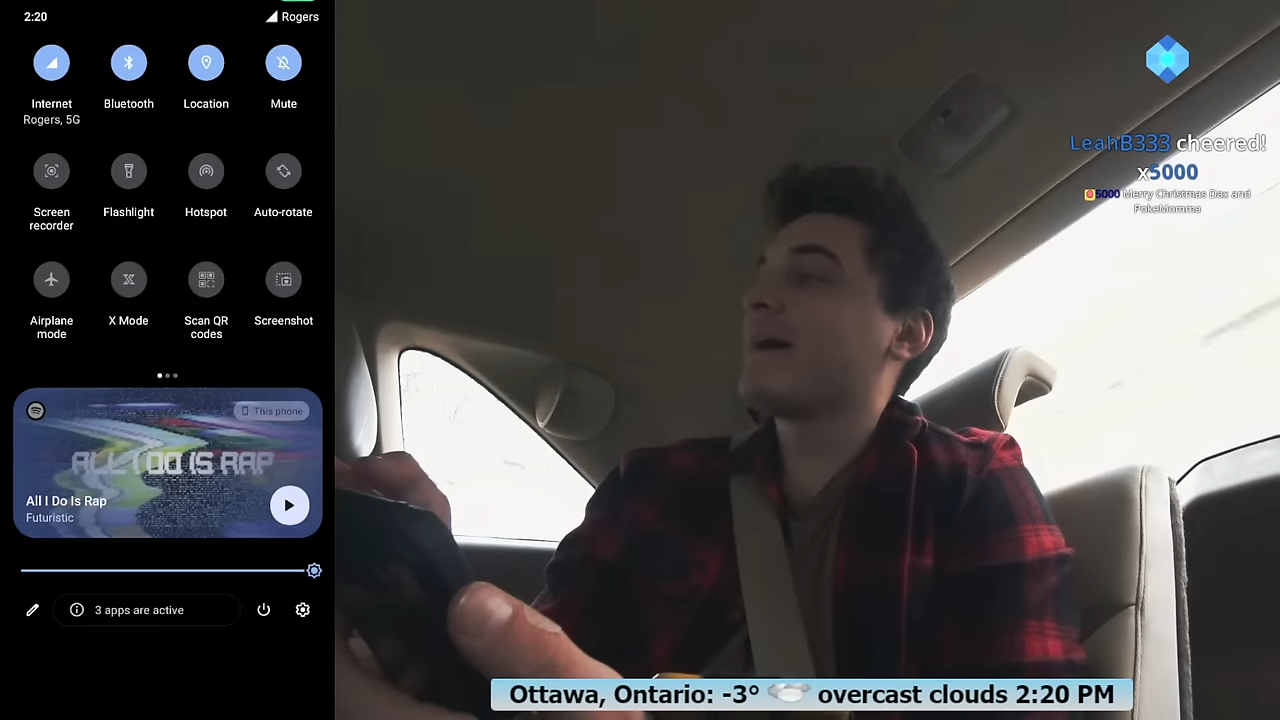 2:20
Rogers
Internet
Rogers, 5G
Bluetooth
Location
Mute
Screen
recorder
Flashlight
Hotspot
Auto-rotate
Airplane
mode
X Mode
Scan QR
codes
Screenshot
This phone
ALL I DO IS RAP
All I Do Is Rap
Futuristic
3 apps are active
LeahB333 cheered!
x5000
5000 Merry Christmas Dax and
PokeMomma
Ottawa, Ontario: -3° overcast clouds 2:20 PM